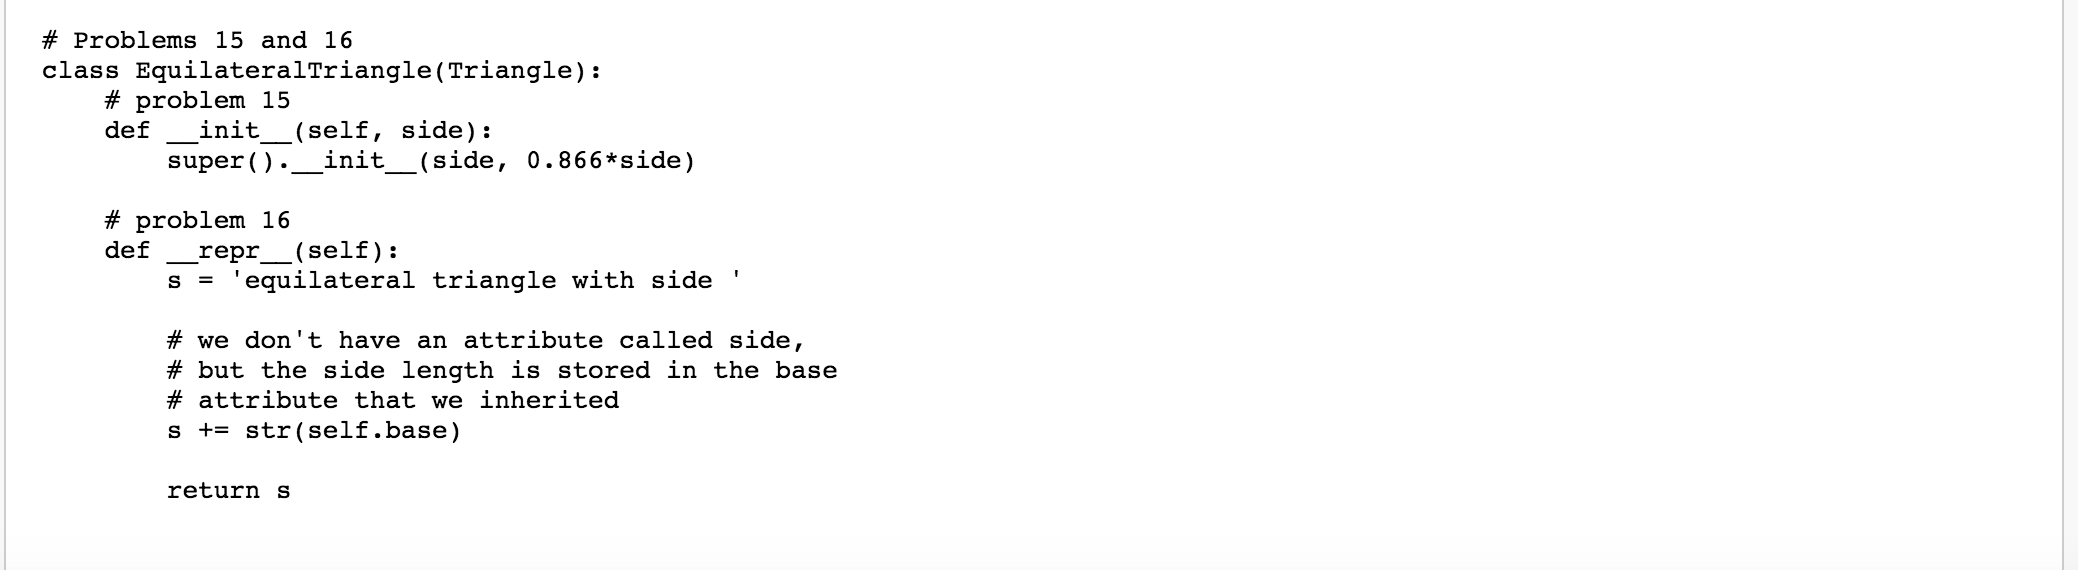 # Problems 15 and 16
class EquilateralTriangle(Triangle):
    # problem 15
    def __init__(self, side):
        super().__init__(side, 0.866*side)

    # problem 16
    def __repr__(self):
        s = 'equilateral triangle with side '

        # we don't have an attribute called side,
        # but the side length is stored in the base
        # attribute that we inherited
        s += str(self.base)

        return s